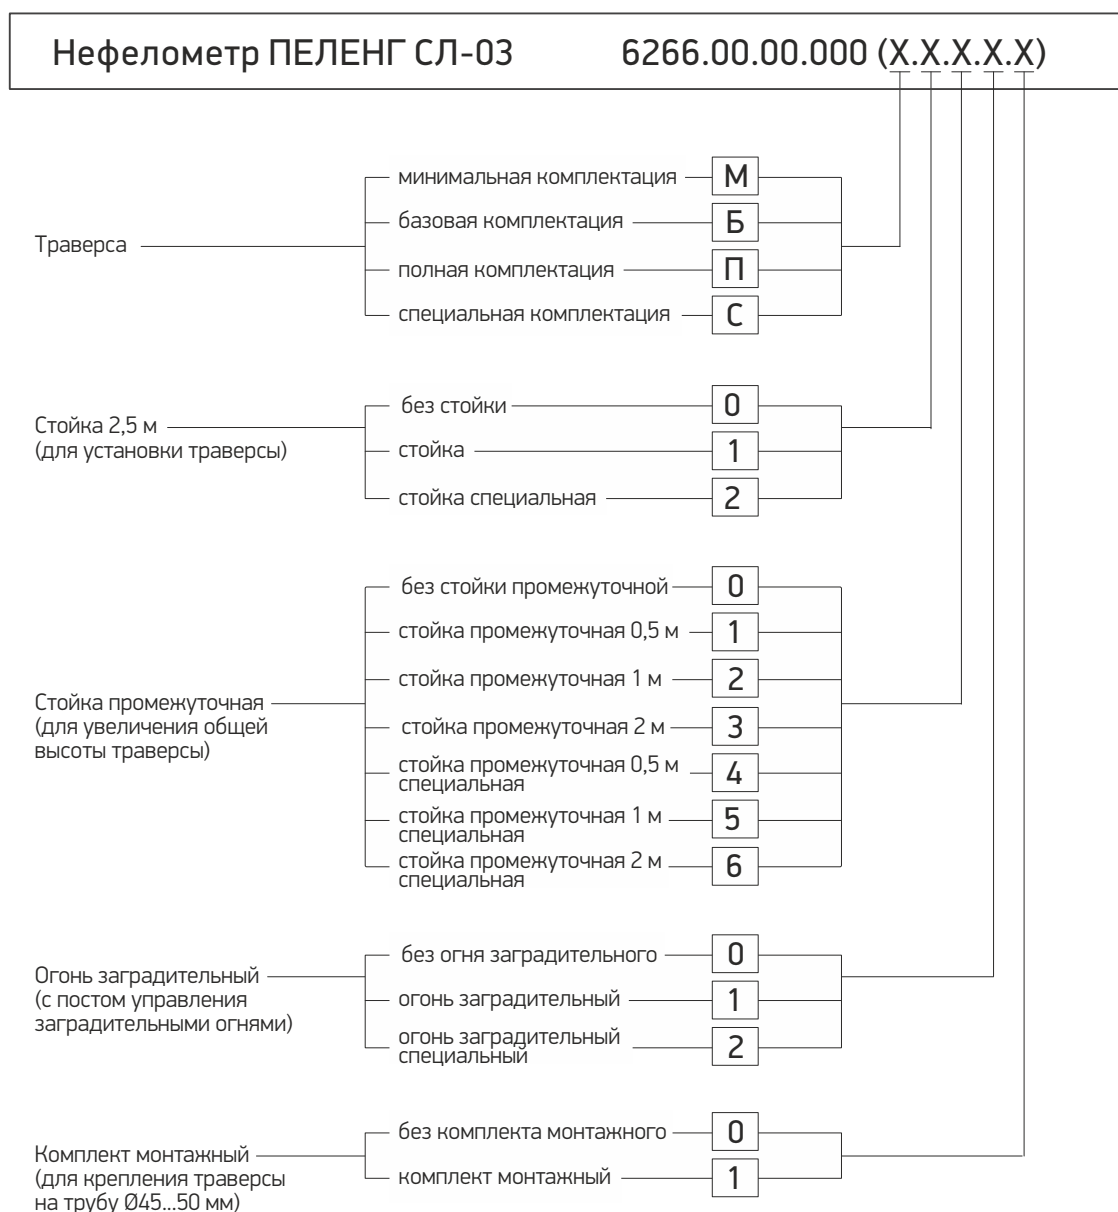 Нефелометр ПЕЛЕНГ СЛ-03 6266.00.00.000 (Х.Х.Х.Х.Х)
Траверса
минимальная комплектация М
базовая комплектация Б
полная комплектация П
специальная комплектация С
Стойка 2,5 м
(для установки траверсы)
без стойки 0
стойка 1
стойка специальная 2
Стойка промежуточная
(для увеличения общей
высоты траверсы)
без стойки промежуточной 0
стойка промежуточная 0,5 м 1
стойка промежуточная 1 м 2
стойка промежуточная 2 м 3
стойка промежуточная 0,5 м
специальная 4
стойка промежуточная 1 м
специальная 5
стойка промежуточная 2 м
специальная 6
Огонь заградительный
(с постом управления
заградительными огнями)
без огня заградительного 0
огонь заградительный 1
огонь заградительный
специальный 2
Комплект монтажный
(для крепления траверсы
на трубу Ø45...50 мм)
без комплекта монтажного 0
комплект монтажный 1